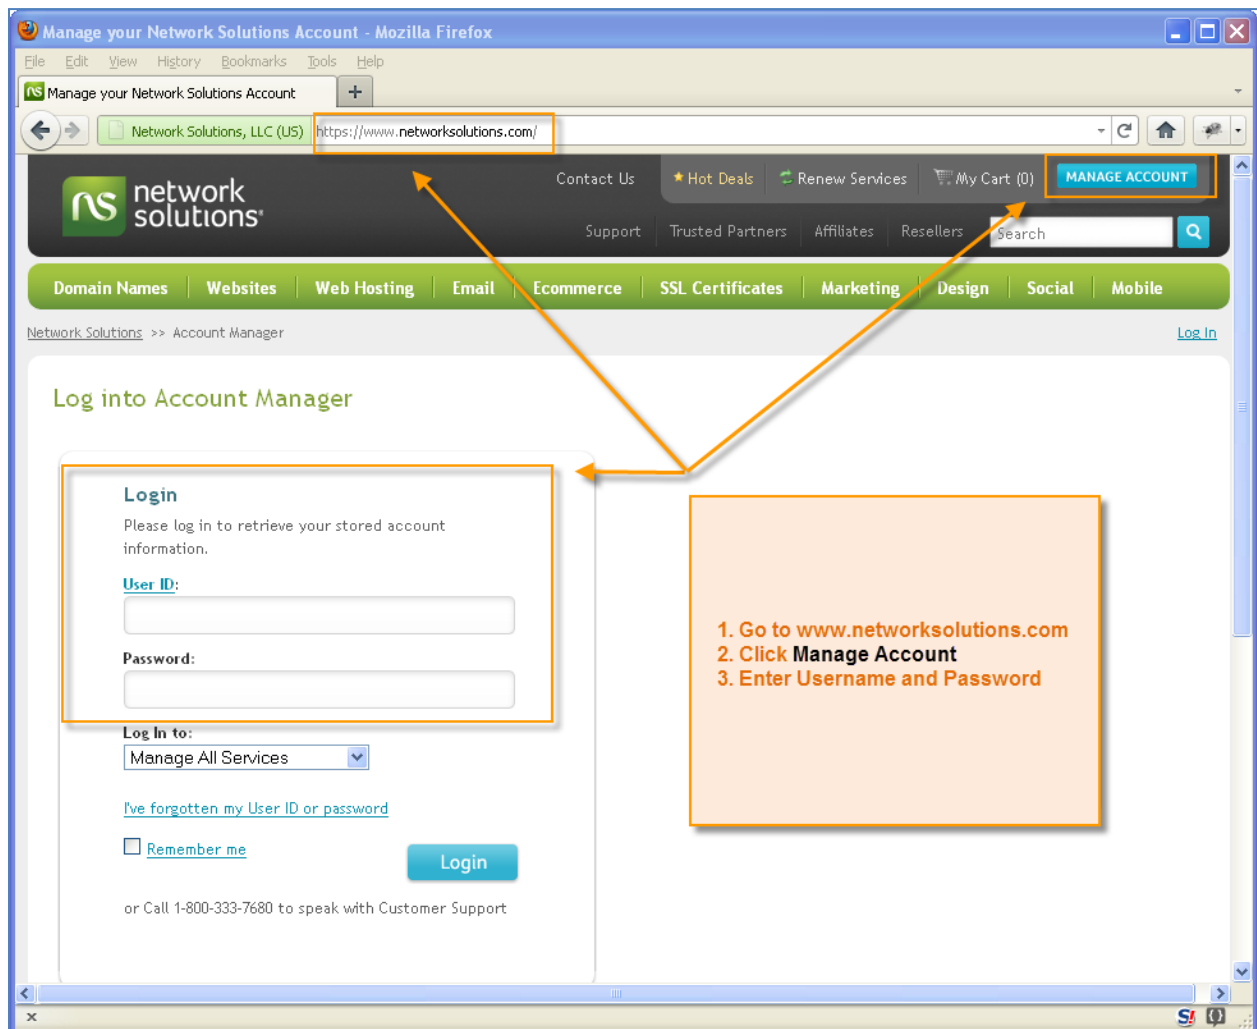 Manage your Network Solutions Account - Mozilla Firefox
File Edit View History Bookmarks Tools Help
Manage your Network Solutions Account
Network Solutions, LLC (US) https://www.networksolutions.com/
network
solutions®
Contact Us Hot Deals Renew Services My Cart (0) MANAGE ACCOUNT
Support Trusted Partners Affiliates Resellers Search
Domain Names Websites Web Hosting Email Ecommerce SSL Certificates Marketing Design Social Mobile
Network Solutions >> Account Manager Log In
Log into Account Manager
Login
Please log in to retrieve your stored account
information.
User ID:
Password:
Log In to:
Manage All Services
I've forgotten my User ID or password
Remember me
Login
or Call 1-800-333-7680 to speak with Customer Support
1. Go to www.networksolutions.com
2. Click Manage Account
3. Enter Username and Password